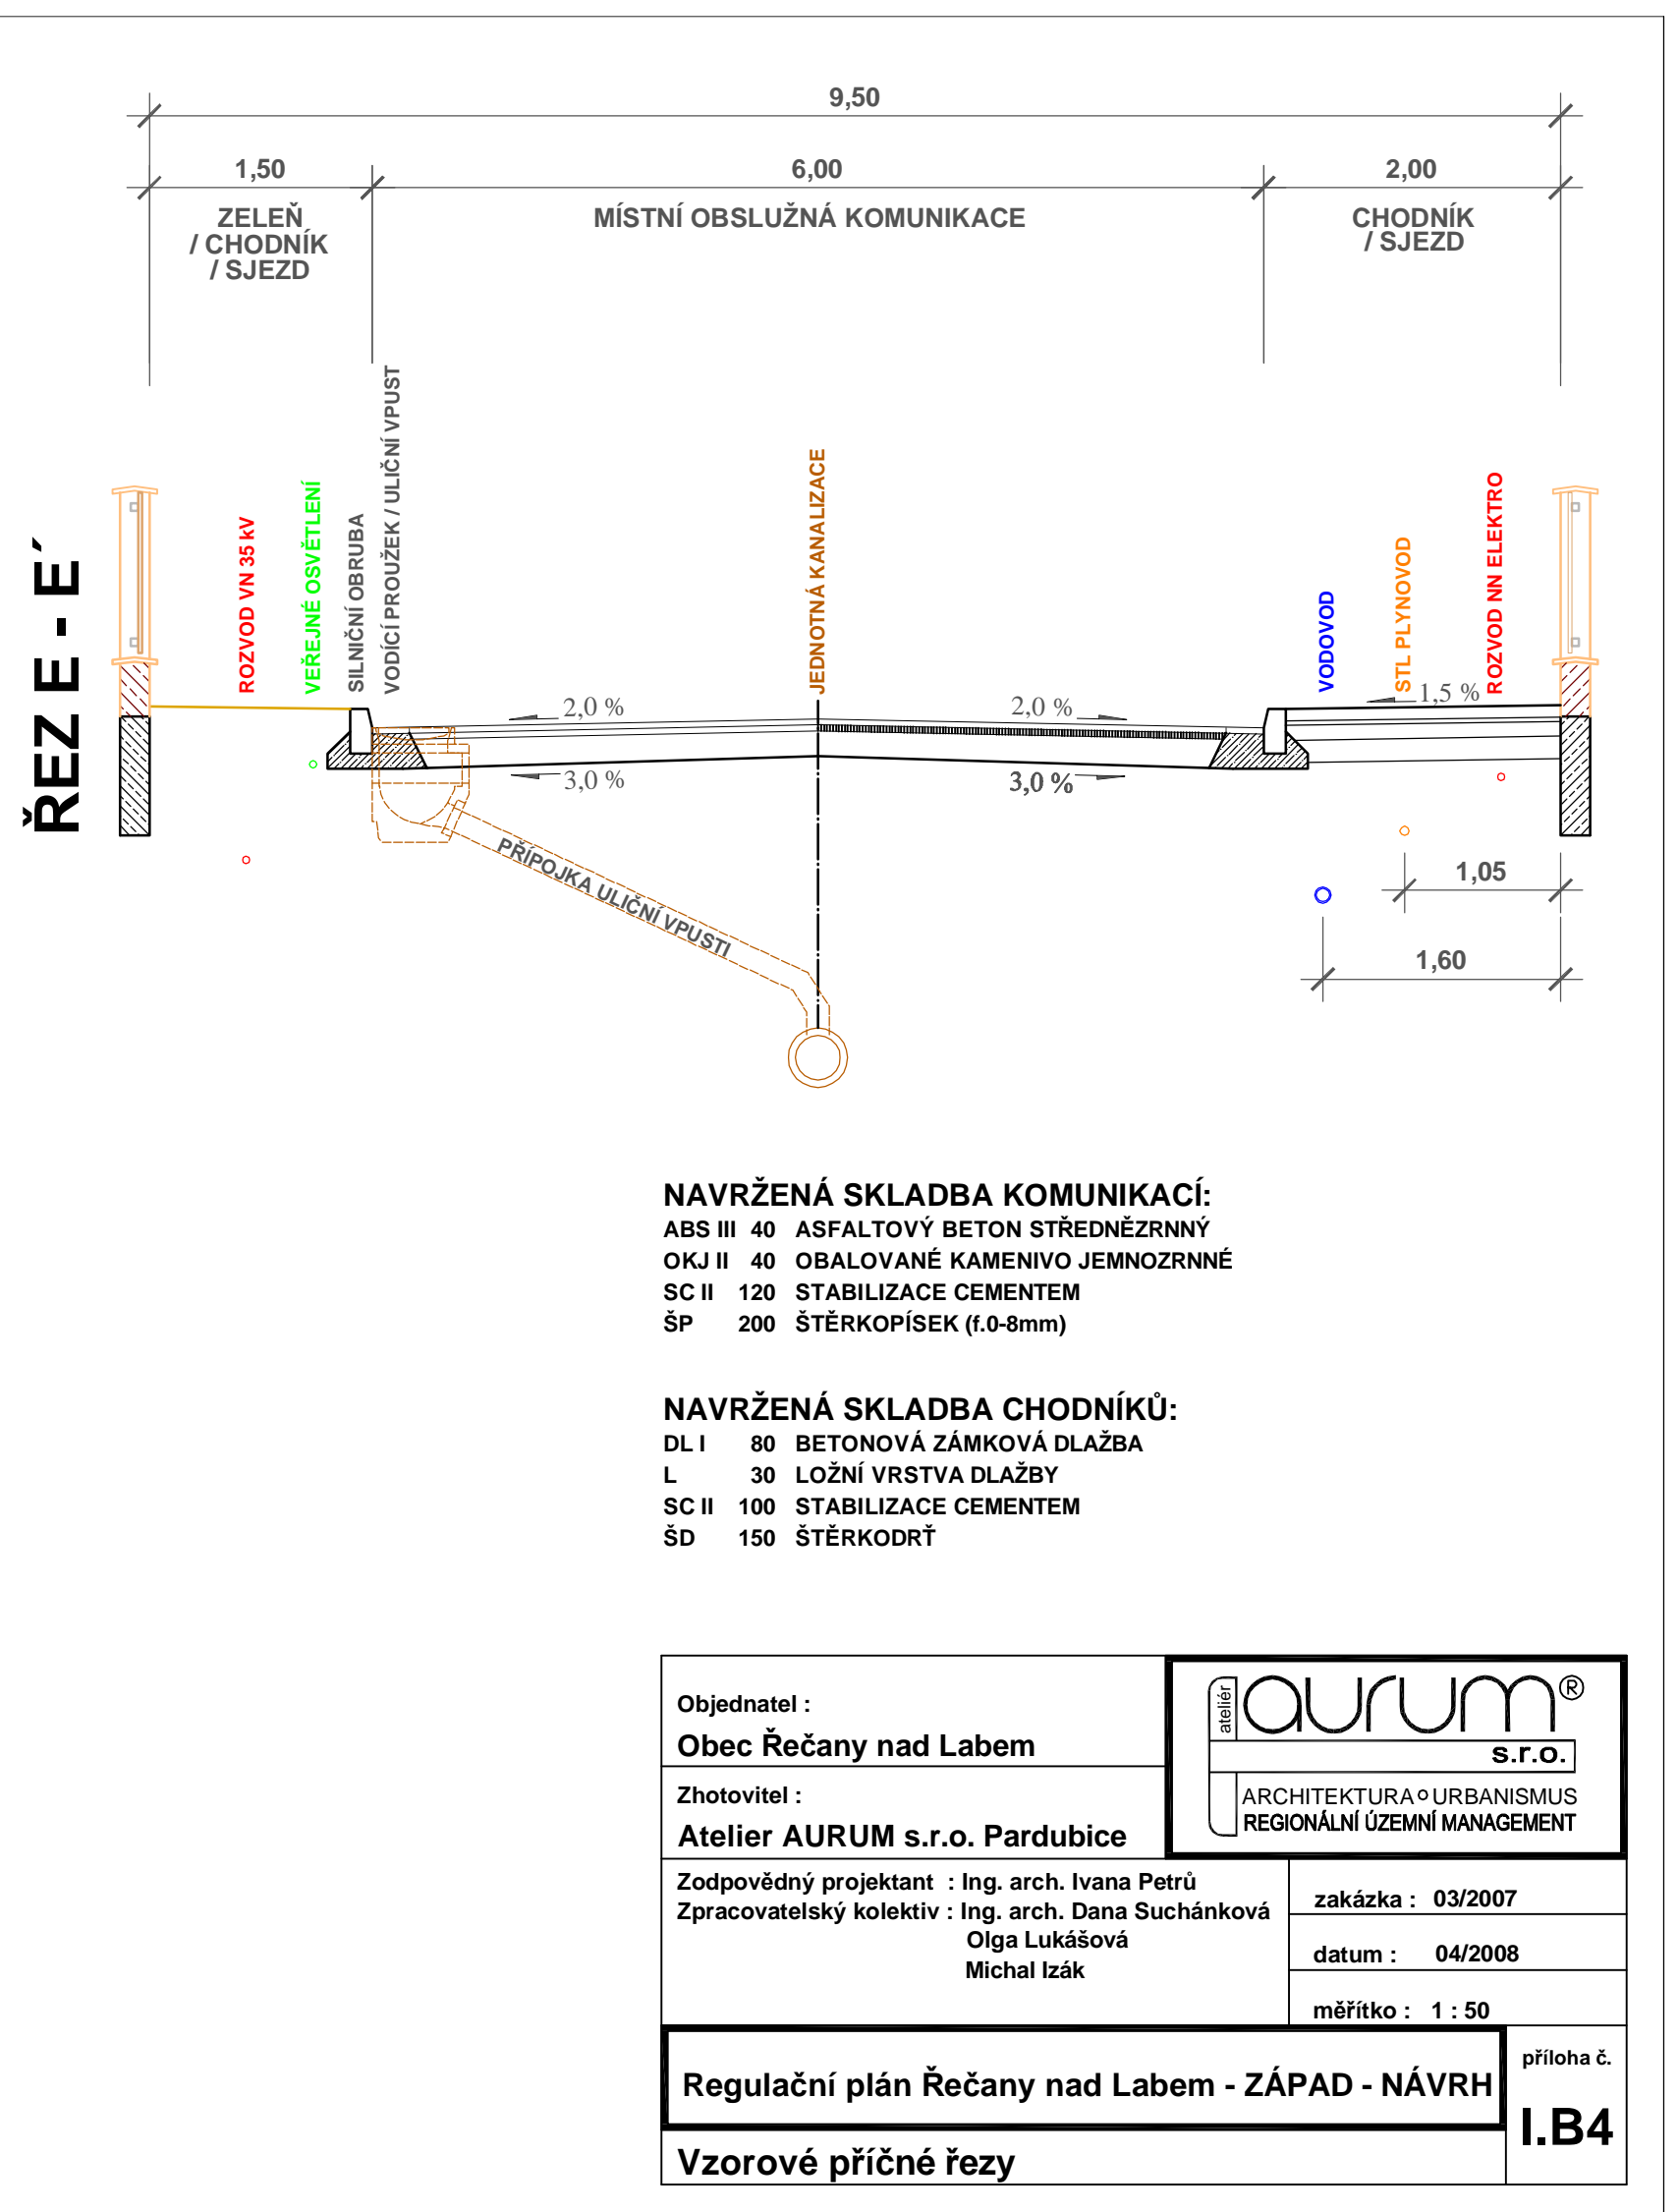 9,50
1,50
6,00
2,00
ZELEŇ
/ CHODNÍK
/ SJEZD
MÍSTNÍ OBSLUŽNÁ KOMUNIKACE
CHODNÍK
/ SJEZD
ŘEZ E - É
ROZVOD VN 35 kV
VEŘEJNÉ OSVĚTLENÍ
SILNIČNÍ OBRUBA
VODÍCÍ PROUŽEK / ULIČNÍ VPUST
JEDNOTNÁ KANALIZACE
VODOVOD
STL PLYNOVOD
ROZVOD NN ELEKTRO
2,0 %
2,0 %
1,5 %
3,0 %
3,0 %
PŘÍPOJKA ULIČNÍ VPUSTI
1,05
1,60
NAVRŽENÁ SKLADBA KOMUNIKACÍ:
ABS III 40 ASFALTOVÝ BETON STŘEDNĚZRNNÝ
OKJ II 40 OBALOVANÉ KAMENIVO JEMNOZRNNÉ
SC II 120 STABILIZACE CEMENTEM
ŠP 200 ŠTĚRKOPÍSEK (f.0-8mm)
NAVRŽENÁ SKLADBA CHODNÍKŮ:
DL I 80 BETONOVÁ ZÁMKOVÁ DLAŽBA
L 30 LOŽNÍ VRSTVA DLAŽBY
SC II 100 STABILIZACE CEMENTEM
ŠD 150 ŠTĚRKODRŤ
Objednatel :
Obec Řečany nad Labem
Zhotovitel :
Atelier AURUM s.r.o. Pardubice
ateliér
aurum®
s.r.o.
ARCHITEKTURA°URBANISMUS
REGIONÁLNÍ ÚZEMNÍ MANAGEMENT
Zodpovědný projektant : Ing. arch. Ivana Petrů
Zpracovatelský kolektiv : Ing. arch. Dana Suchánková
Olga Lukášová
Michal Izák
zakázka : 03/2007
datum : 04/2008
měřítko : 1 : 50
Regulační plán Řečany nad Labem - ZÁPAD - NÁVRH
příloha č.
I.B4
Vzorové příčné řezy